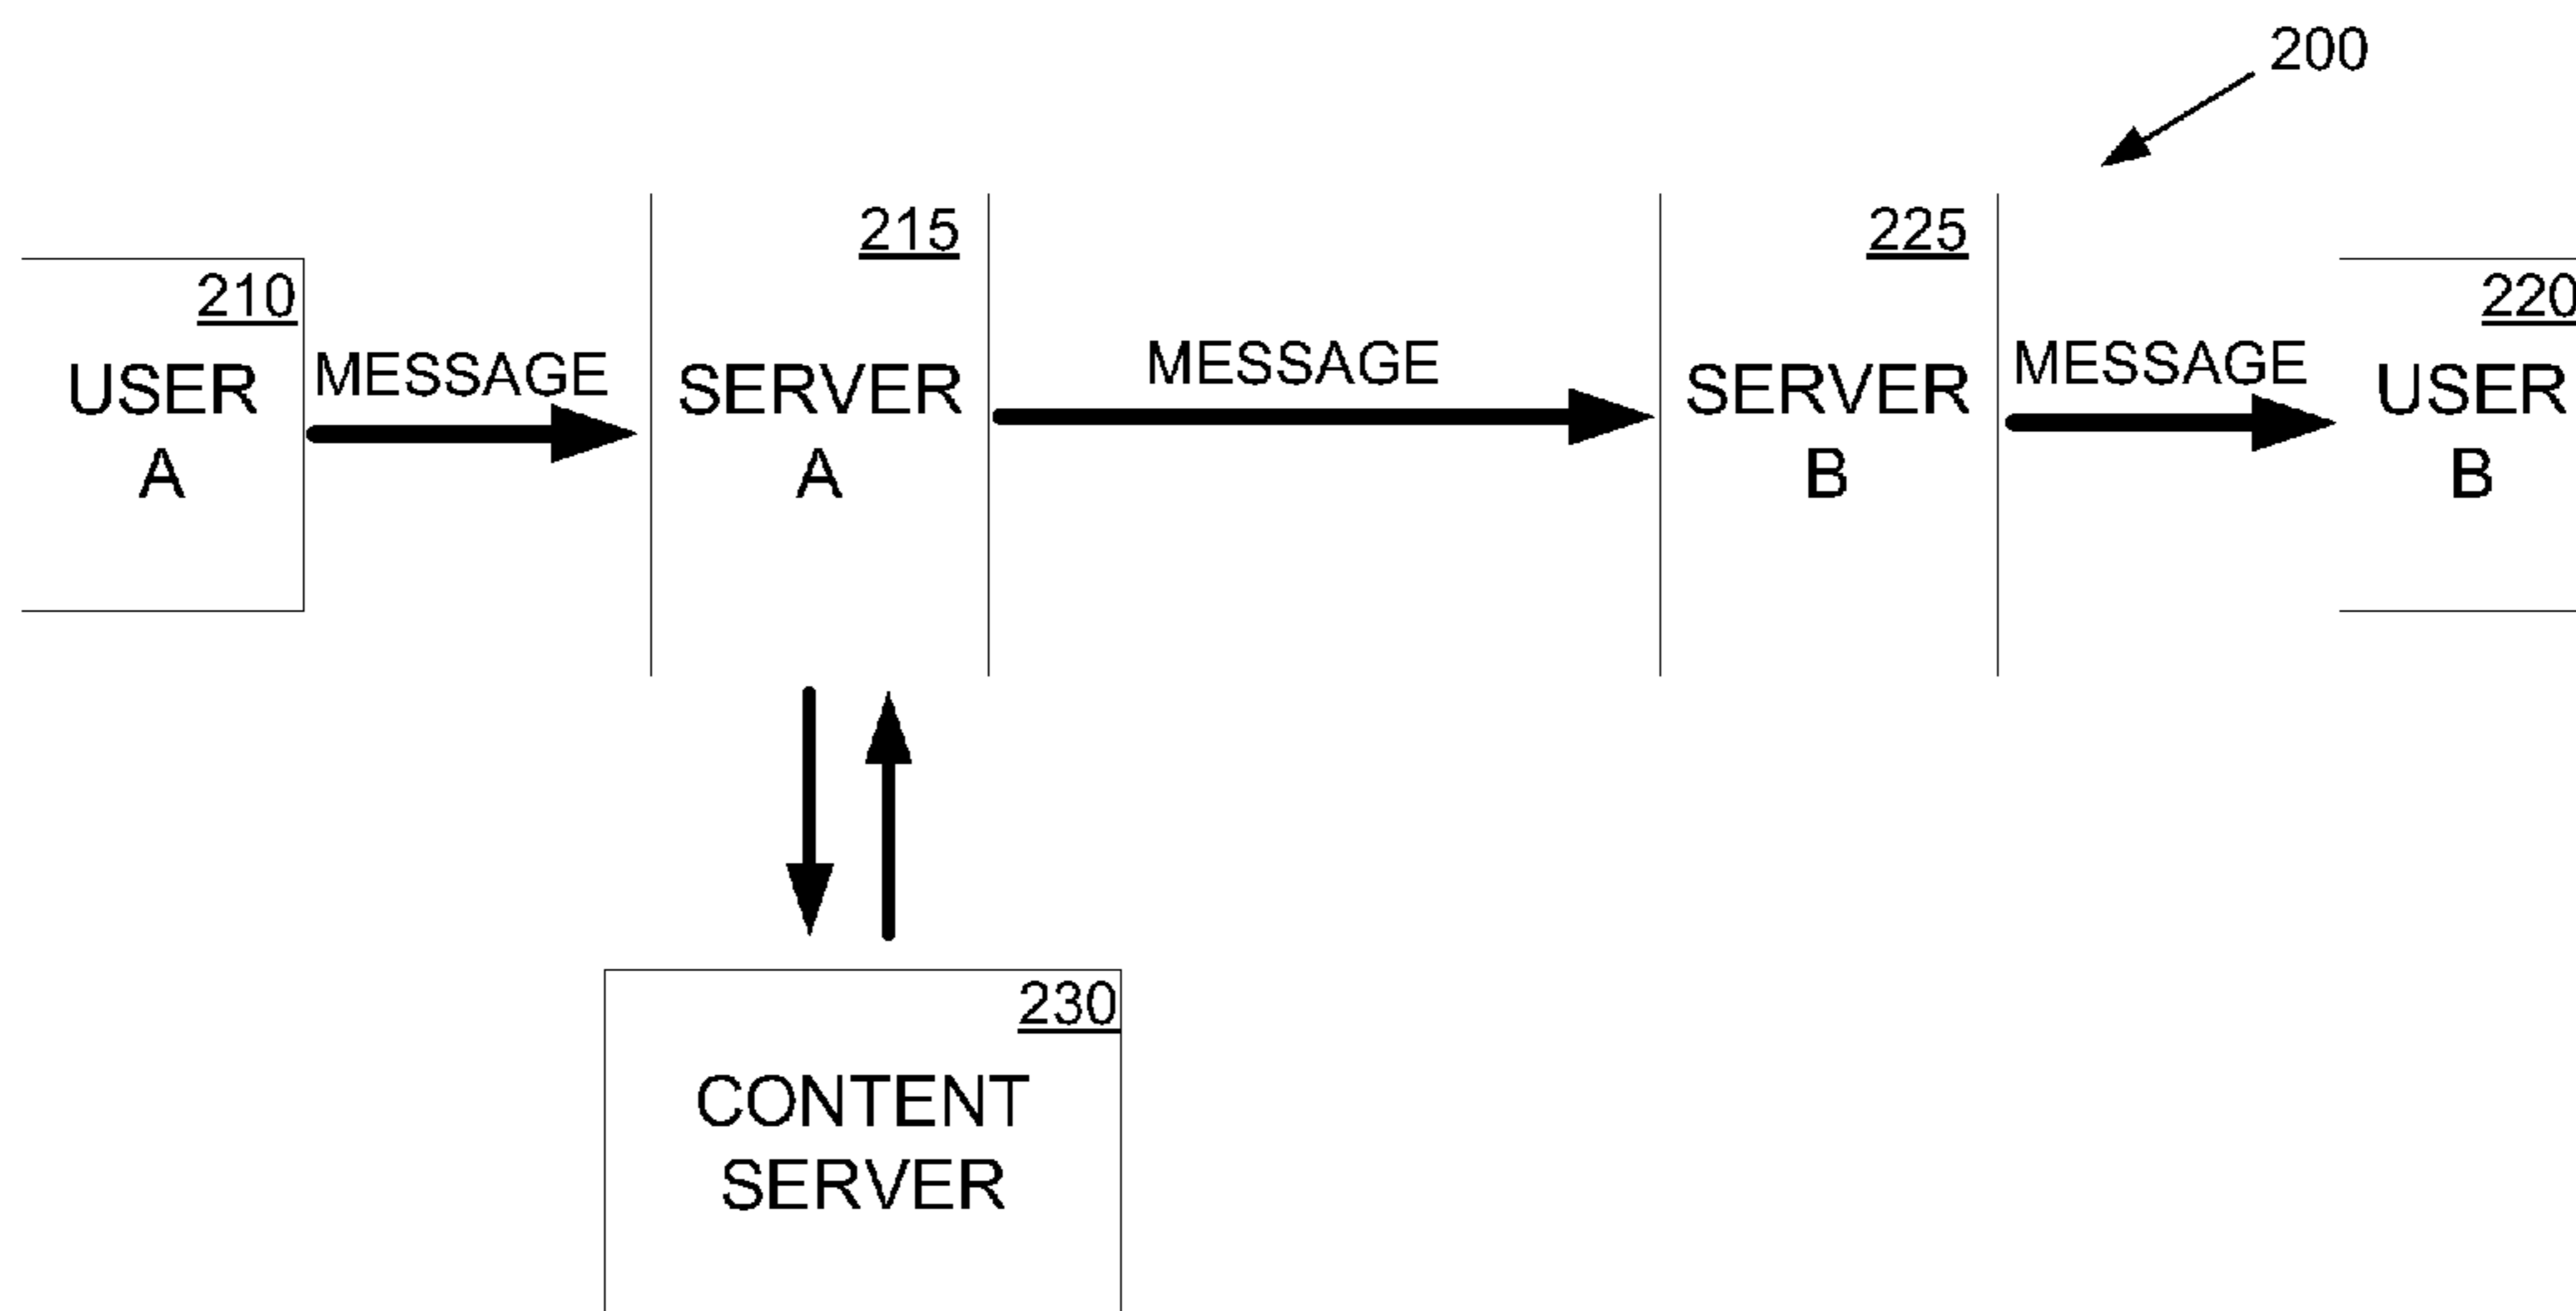 200
210
USER
A
MESSAGE
215
SERVER
A
MESSAGE
225
SERVER
B
MESSAGE
220
USER
B
230
CONTENT
SERVER